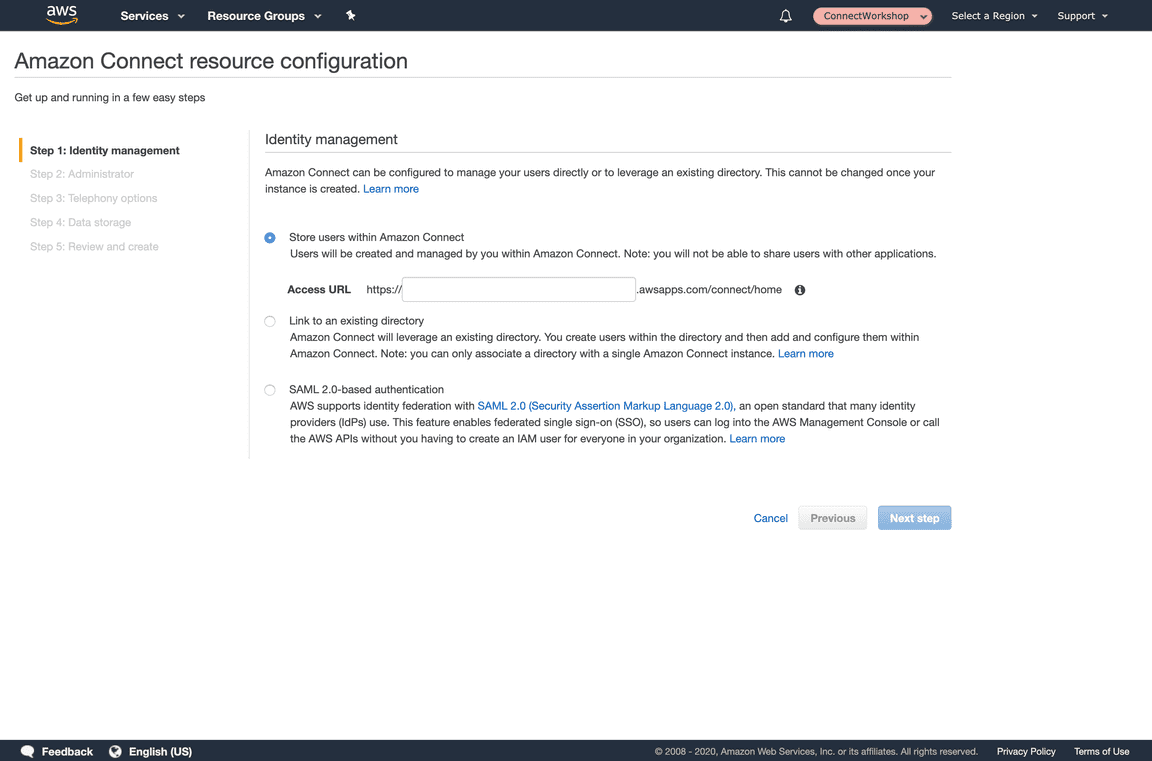 aws
Services
Resource Groups
ConnectWorkshop
Select a Region
Support
Amazon Connect resource configuration
Get up and running in a few easy steps
Step 1: Identity management
Step 2: Administrator
Step 3: Telephony options
Step 4: Data storage
Step 5: Review and create
Identity management
Amazon Connect can be configured to manage your users directly or to leverage an existing directory. This cannot be changed once your
instance is created. Learn more
Store users within Amazon Connect
Users will be created and managed by you within Amazon Connect. Note: you will not be able to share users with other applications.
Access URL https:// .awsapps.com/connect/home
Link to an existing directory
Amazon Connect will leverage an existing directory. You create users within the directory and then add and configure them within
Amazon Connect. Note: you can only associate a directory with a single Amazon Connect instance. Learn more
SAML 2.0-based authentication
AWS supports identity federation with SAML 2.0 (Security Assertion Markup Language 2.0), an open standard that many identity
providers (IdPs) use. This feature enables federated single sign-on (SSO), so users can log into the AWS Management Console or call
the AWS APIs without you having to create an IAM user for everyone in your organization. Learn more
Cancel
Previous
Next step
Feedback
English (US)
© 2008 - 2020, Amazon Web Services, Inc. or its affiliates. All rights reserved.
Privacy Policy
Terms of Use